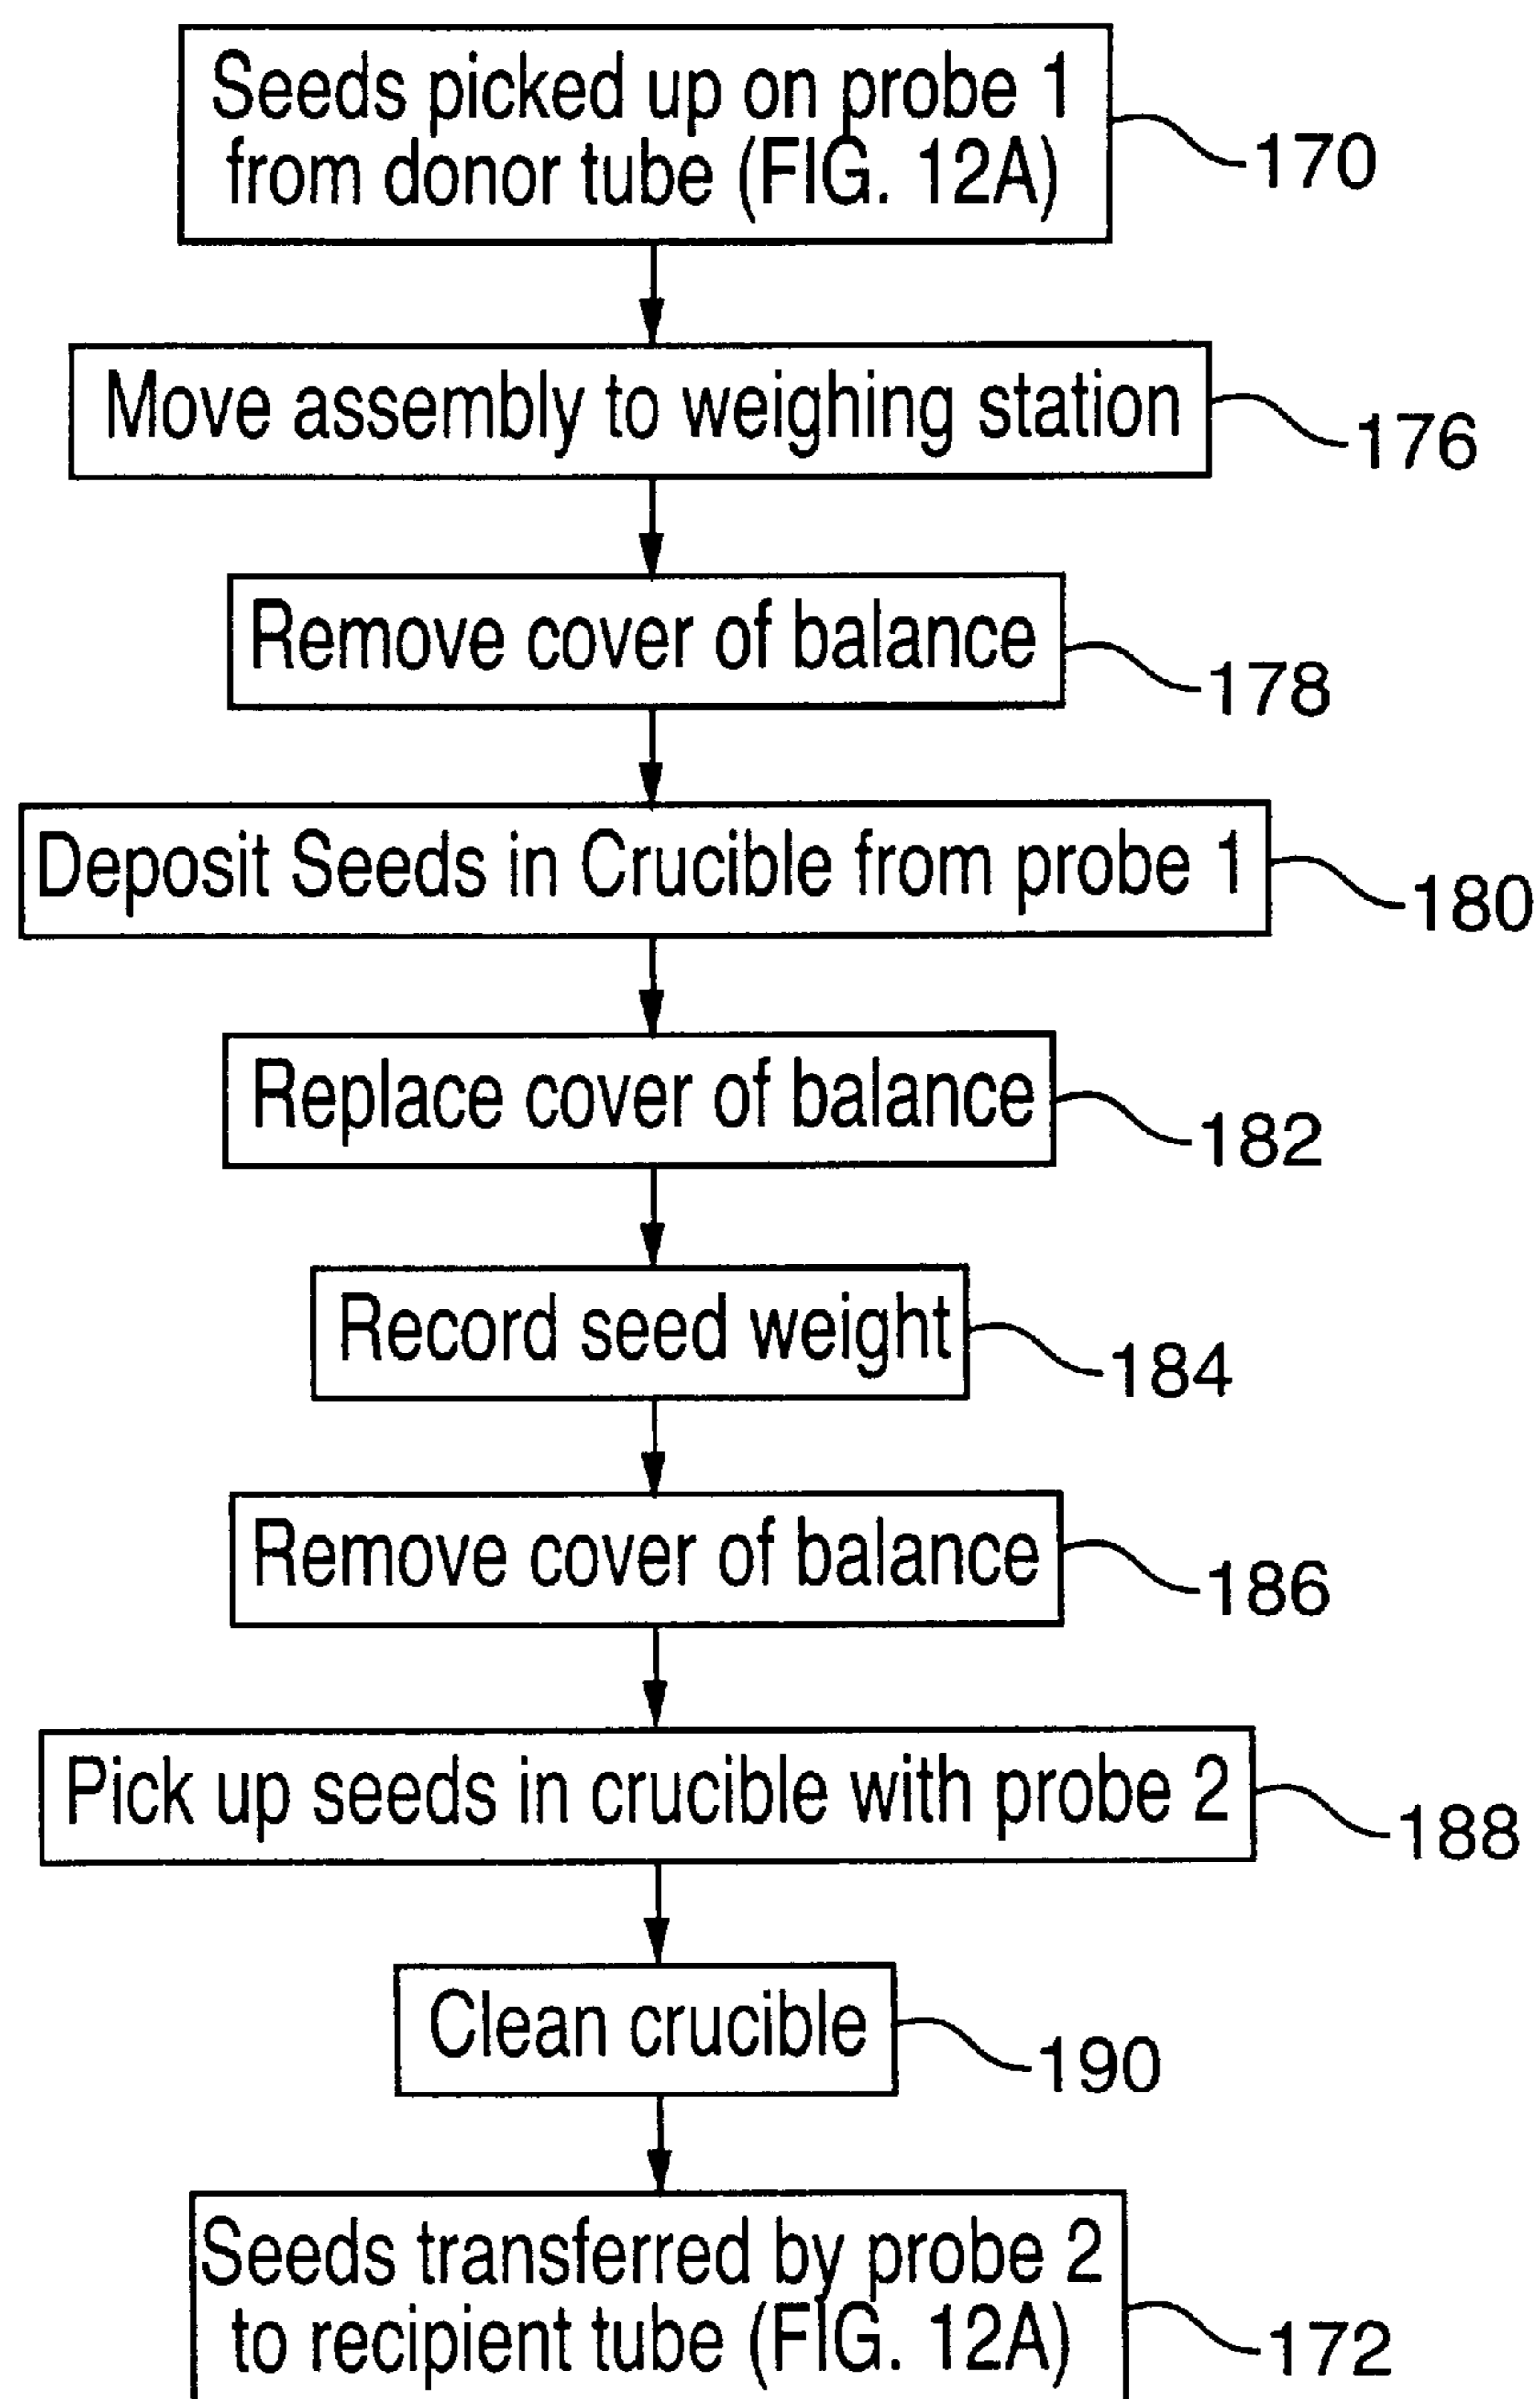 Seeds picked up on probe 1
from donor tube (FIG. 12A)
170
Move assembly to weighing station
176
Remove cover of balance
178
Deposit Seeds in Crucible from probe 1
180
Replace cover of balance
182
Record seed weight
184
Remove cover of balance
186
Pick up seeds in crucible with probe 2
188
Clean crucible
190
Seeds transferred by probe 2
to recipient tube (FIG. 12A)
172